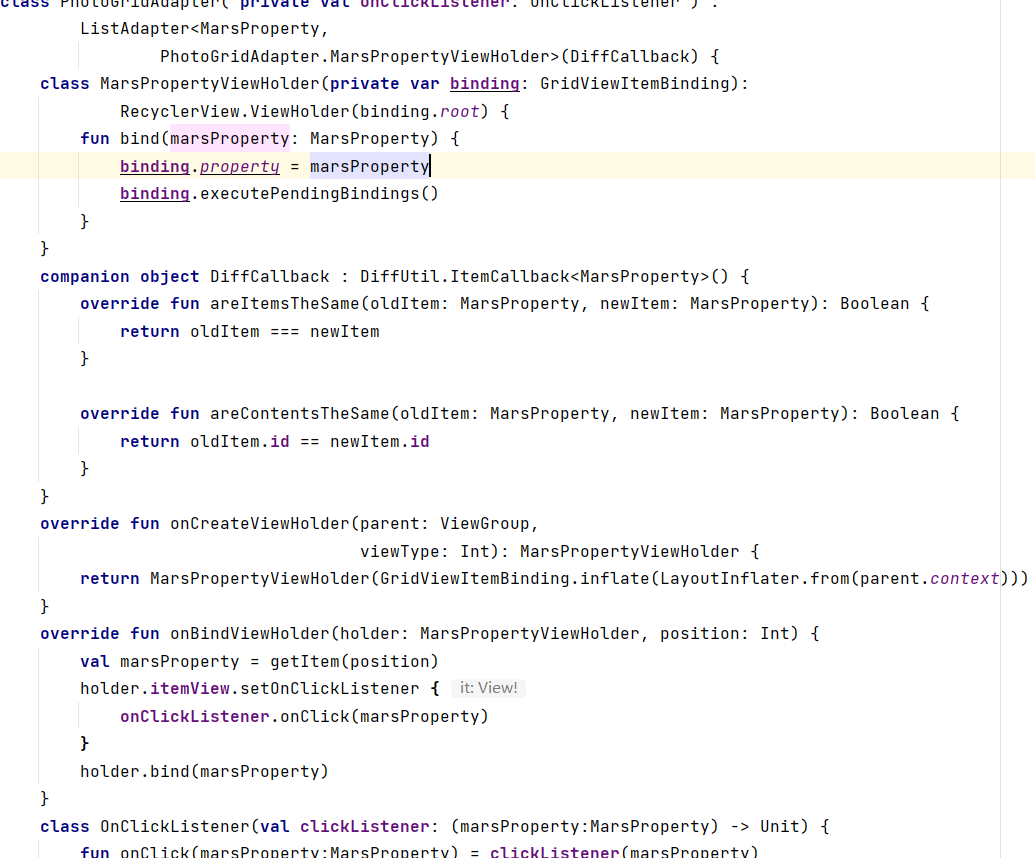 class PhotoGridAdapter( private val onClickListener: OnClickListener ) :
        ListAdapter<MarsProperty,
                PhotoGridAdapter.MarsPropertyViewHolder>(DiffCallback) {
    class MarsPropertyViewHolder(private var binding: GridViewItemBinding):
            RecyclerView.ViewHolder(binding.root) {
        fun bind(marsProperty: MarsProperty) {
            binding.property = marsProperty
            binding.executePendingBindings()
        }
    }
    companion object DiffCallback : DiffUtil.ItemCallback<MarsProperty>() {
        override fun areItemsTheSame(oldItem: MarsProperty, newItem: MarsProperty): Boolean {
            return oldItem === newItem
        }

        override fun areContentsTheSame(oldItem: MarsProperty, newItem: MarsProperty): Boolean {
            return oldItem.id == newItem.id
        }
    }
    override fun onCreateViewHolder(parent: ViewGroup,
                                    viewType: Int): MarsPropertyViewHolder {
        return MarsPropertyViewHolder(GridViewItemBinding.inflate(LayoutInflater.from(parent.context)))
    }
    override fun onBindViewHolder(holder: MarsPropertyViewHolder, position: Int) {
        val marsProperty = getItem(position)
        holder.itemView.setOnClickListener { it: View!
            onClickListener.onClick(marsProperty)
        }
        holder.bind(marsProperty)
    }
    class OnClickListener(val clickListener: (marsProperty:MarsProperty) -> Unit) {
        fun onClick(marsProperty:MarsProperty) = clickListener(marsProperty)